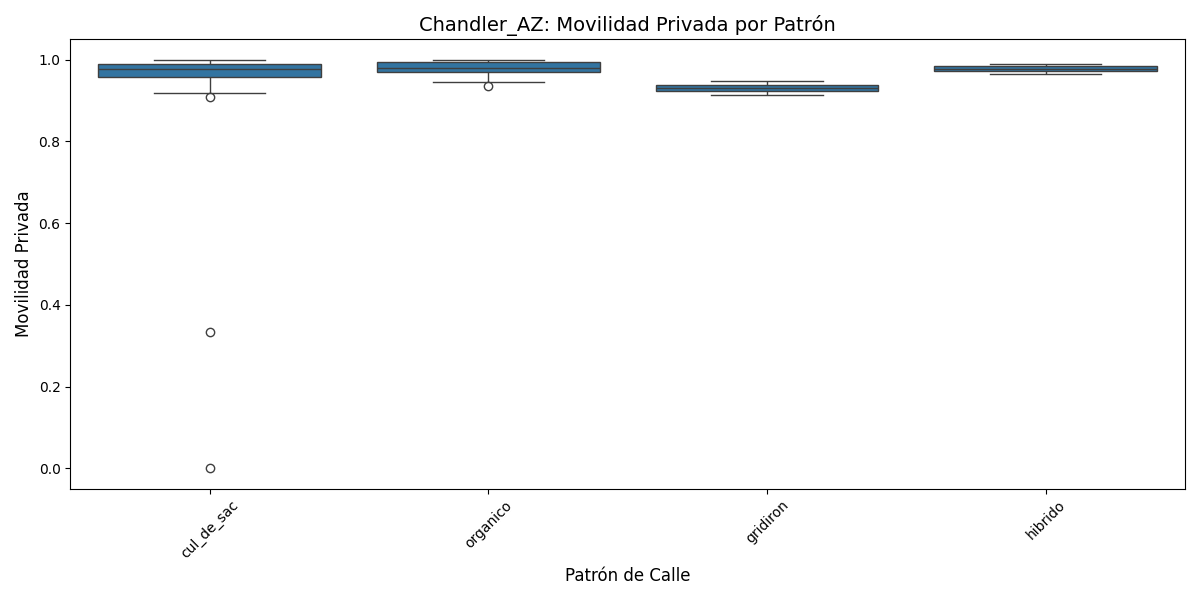 Chandler_AZ: Movilidad Privada por Patrón
Movilidad Privada
1.0
0.8
0.6
0.4
0.2
0.0
cul_de_sac
organico
gridiron
hibrido
Patrón de Calle